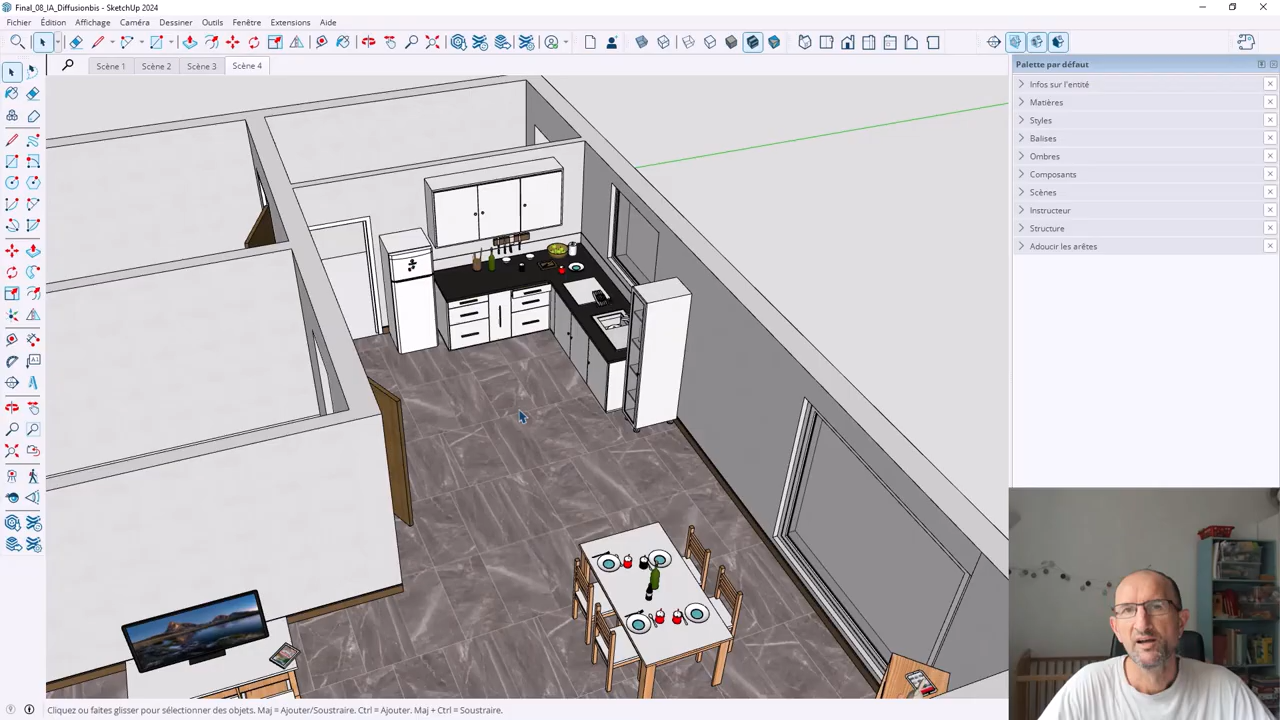 Final_08_IA_Diffusionbis - SketchUp 2024
Fichier Édition Affichage Caméra Dessiner Outils Fenêtre Extensions Aide
Scène 1 Scène 2 Scène 3 Scène 4
Palette par défaut
Infos sur l'entité
Matières
Styles
Balises
Ombres
Composants
Scènes
Instructeur
Structure
Adoucir les arêtes
Cliquez ou faites glisser pour sélectionner des objets. Maj = Ajouter/Soustraire. Ctrl = Ajouter. Maj + Ctrl = Soustraire.